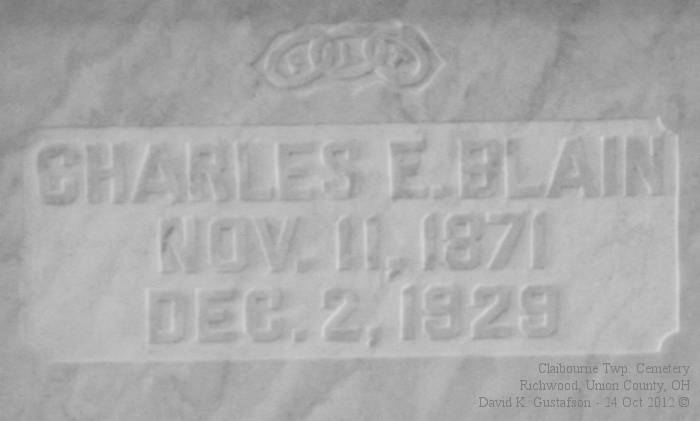 F L T
CHARLES E. BLAIN
NOV. 11, 1871
DEC. 2, 1929
Claibourne Twp. Cemetery
Richwood, Union County, OH
David K. Gustafson - 24 Oct 2012 ©